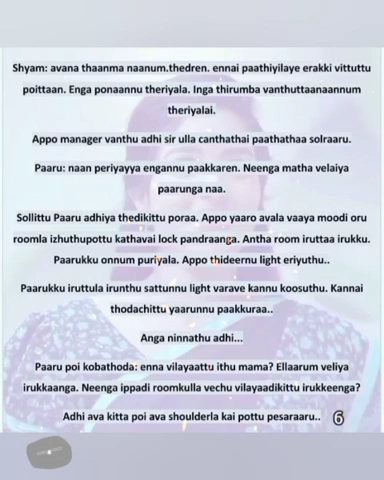 Shyam: avana thaanma naanum.thedren. ennai paathiyilaye erakki vittuttu
poittaan. Enga ponaannu theriyala. Inga thirumba vanthuttaanaannum
theriyalai.
Appo manager vanthu adhi sir ulla canthathai paathathaa solraaru.
Paaru: naan periyayya engannu paakkaren. Neenga matha velaiya
paarunga naa.
Sollittu Paaru adhiya thedikittu poraa. Appo yaaro avala vaaya moodi oru
roomla izhuthupottu kathavai lock pandraanga. Antha room iruttaa irukku.
Paarukku onnum puriyala. Appo thideernu light eriyuthu..
Paarukku iruttula irunthu sattunnu light varave kannu koosuthu. Kannai
thodachittu yaarunnu paakkuraa..
Anga ninnathu adhi...
Paaru poi kobathoda: enna vilayaattu ithu mama? Ellaarum veliya
irukkaanga. Neenga ippadi roomkulla vechu vilayaadikittu irukkeenga?
Adhi ava kitta poi ava shoulderla kai pottu pesaraaru.. 6